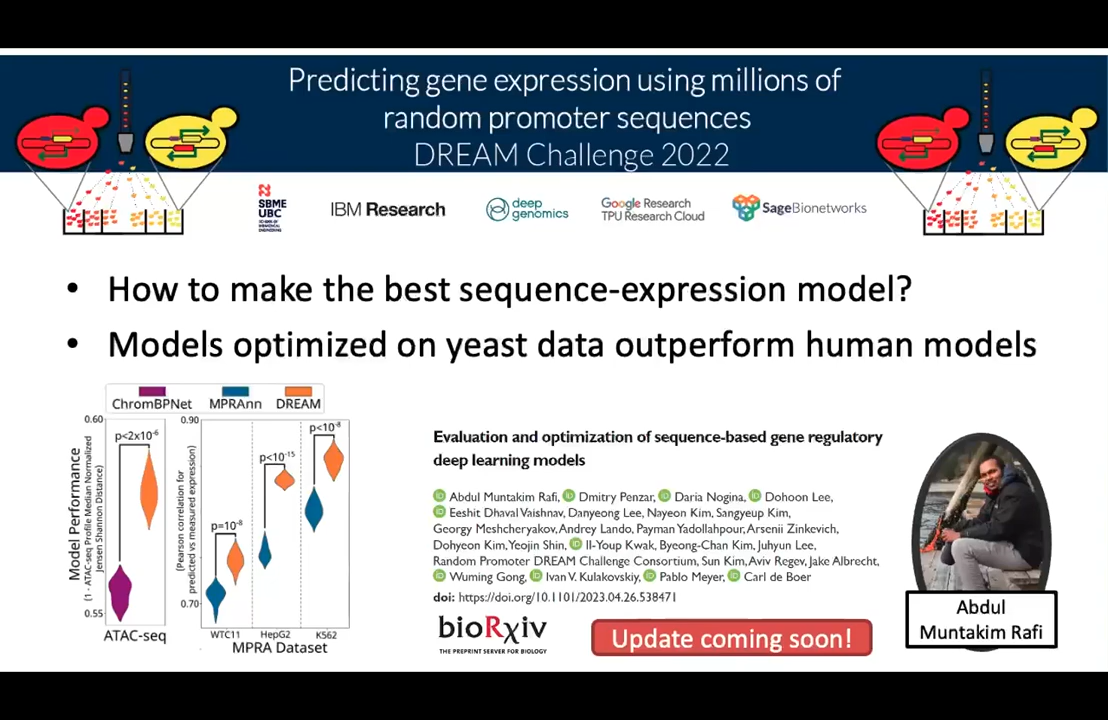 Predicting gene expression using millions of
random promoter sequences
DREAM Challenge 2022
SBME
UBC
IBM Research
deep
genomics
Google Research
TPU Research Cloud
SageBionetworks
• How to make the best sequence-expression model?
• Models optimized on yeast data outperform human models
ChromBPNet MPRAnn DREAM
Model Performance
(1 - ATAC-seq Profile Median Normalized
Jensen Shannon Distance)
0.60
0.55
p<2x10⁻⁶
ATAC-seq
(Pearson correlation for
predicted vs measured expression)
0.90
0.70
p=10⁻⁸
p<10⁻¹⁵
p<10⁻⁸
WTC11 HepG2 K562
MPRA Dataset
Evaluation and optimization of sequence-based gene regulatory
deep learning models
Abdul Muntakim Rafi, Dmitry Penzar, Daria Nogina, Dohoon Lee,
Eeshit Dhaval Vaishnav, Danyeong Lee, Nayeon Kim, Sangyeup Kim,
Georgy Meshcheryakov, Andrey Lando, Payman Yadollahpour, Arsenii Zinkevich,
Dohyeon Kim, Yeojin Shin, Il-Youp Kwak, Byeong-Chan Kim, Juhyun Lee,
Random Promoter DREAM Challenge Consortium, Sun Kim, Aviv Regev, Jake Albrecht,
Wuming Gong, Ivan V. Kulakovskiy, Pablo Meyer, Carl de Boer
doi: https://doi.org/10.1101/2023.04.26.538471
bioRxiv
THE PREPRINT SERVER FOR BIOLOGY
Update coming soon!
Abdul
Muntakim Rafi